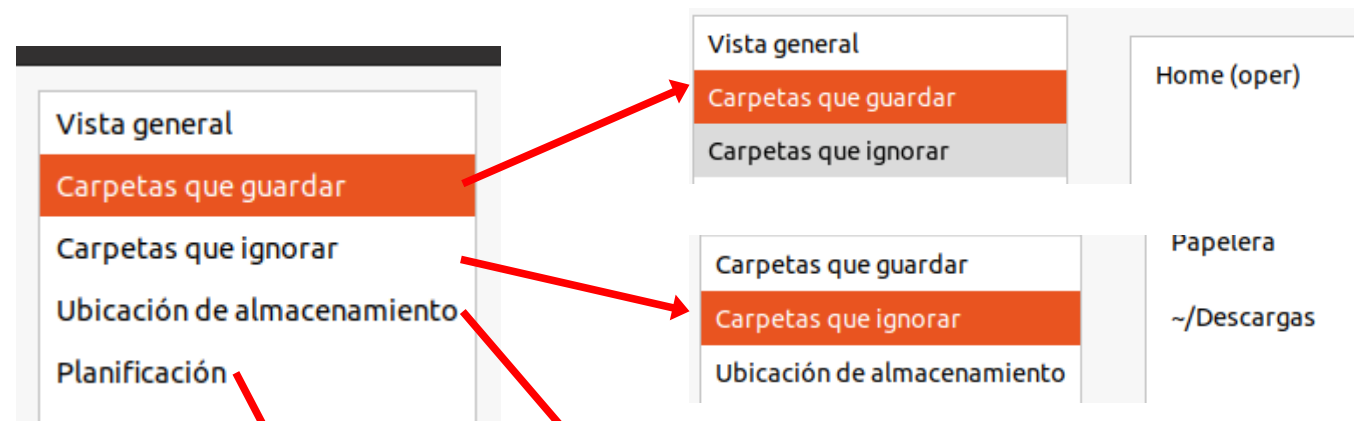 Vista general
Carpetas que guardar
Carpetas que ignorar
Ubicación de almacenamiento
Planificación
Vista general
Carpetas que guardar
Carpetas que ignorar
Home (oper)
Carpetas que guardar
Carpetas que ignorar
Ubicación de almacenamiento
Papelera
~/Descargas